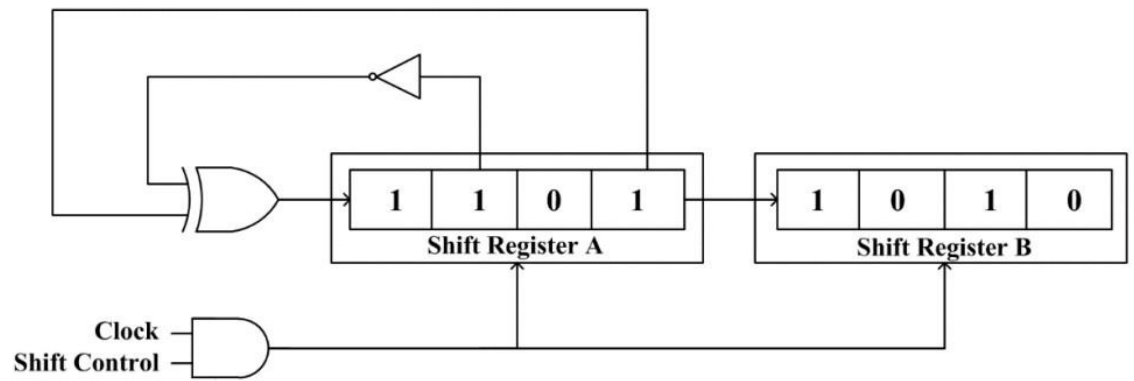 1 1 0 1
1 0 1 0
Shift Register A
Shift Register B
Clock
Shift Control